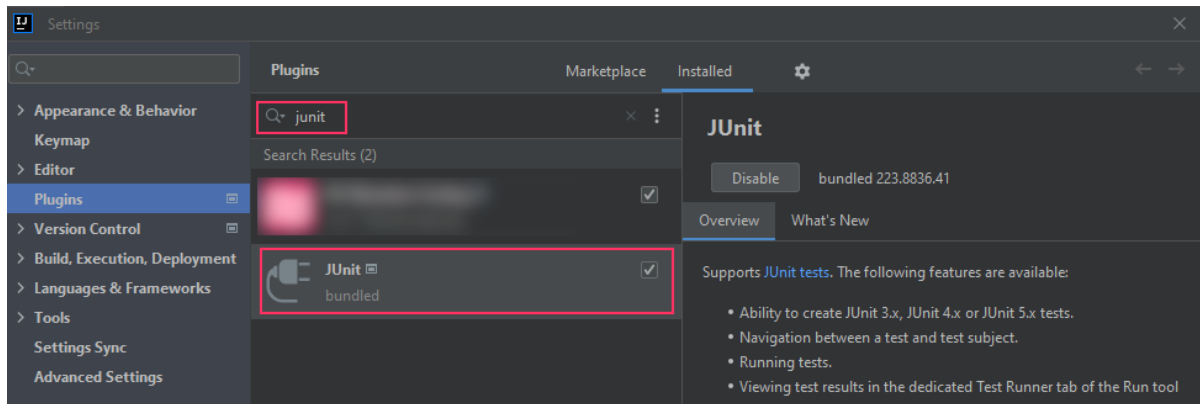 Settings
Plugins
Marketplace
Installed
Appearance & Behavior
Keymap
Editor
Plugins
Version Control
Build, Execution, Deployment
Languages & Frameworks
Tools
Settings Sync
Advanced Settings
junit
Search Results (2)
JUnit
bundled
JUnit
Disable
bundled 223.8836.41
Overview
What's New
Supports JUnit tests. The following features are available:
• Ability to create JUnit 3.x, JUnit 4.x or JUnit 5.x tests.
• Navigation between a test and test subject.
• Running tests.
• Viewing test results in the dedicated Test Runner tab of the Run tool